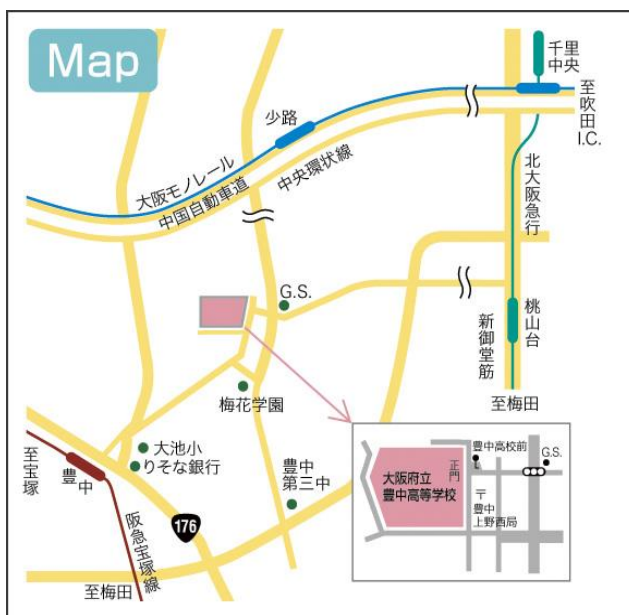 Map
千里
中央
少路
至吹田
I.C.
大阪モノレール
中国自動車道
中央環状線
北大阪急行
G.S.
桃山台
新御堂筋
至梅田
梅花学園
大池小
りそな銀行
豊中
第三中
至宝塚
豊中
176
阪急宝塚線
至梅田
大阪府立
豊中高等学校
正門
豊中高校前
G.S.
〒
豊中
上野西局